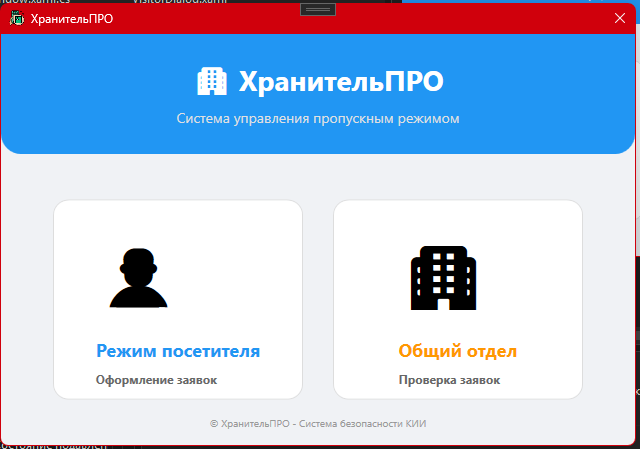 ХранительПРО
ХранительПРО
Система управления пропускным режимом
Режим посетителя
Оформление заявок
Общий отдел
Проверка заявок
© ХранительПРО - Система безопасности КИИ